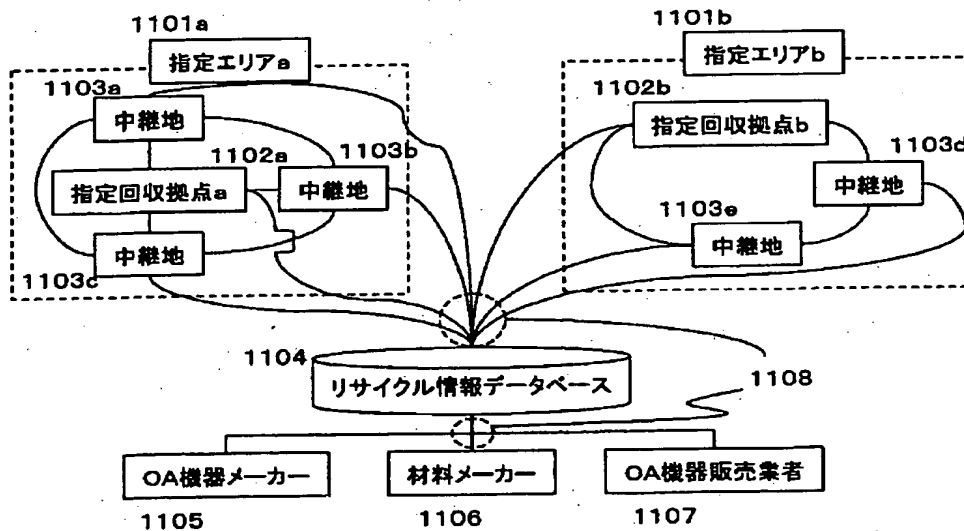 1101a
指定エリアa
1101b
指定エリアb
1103a
中継地
1102a
指定回収拠点a
1103b
中継地
中継地
1103c
1102b
指定回収拠点b
1103d
中継地
1103e
中継地
1104
リサイクル情報データベース
1108
OA機器メーカー
材料メーカー
OA機器販売業者
1105
1106
1107